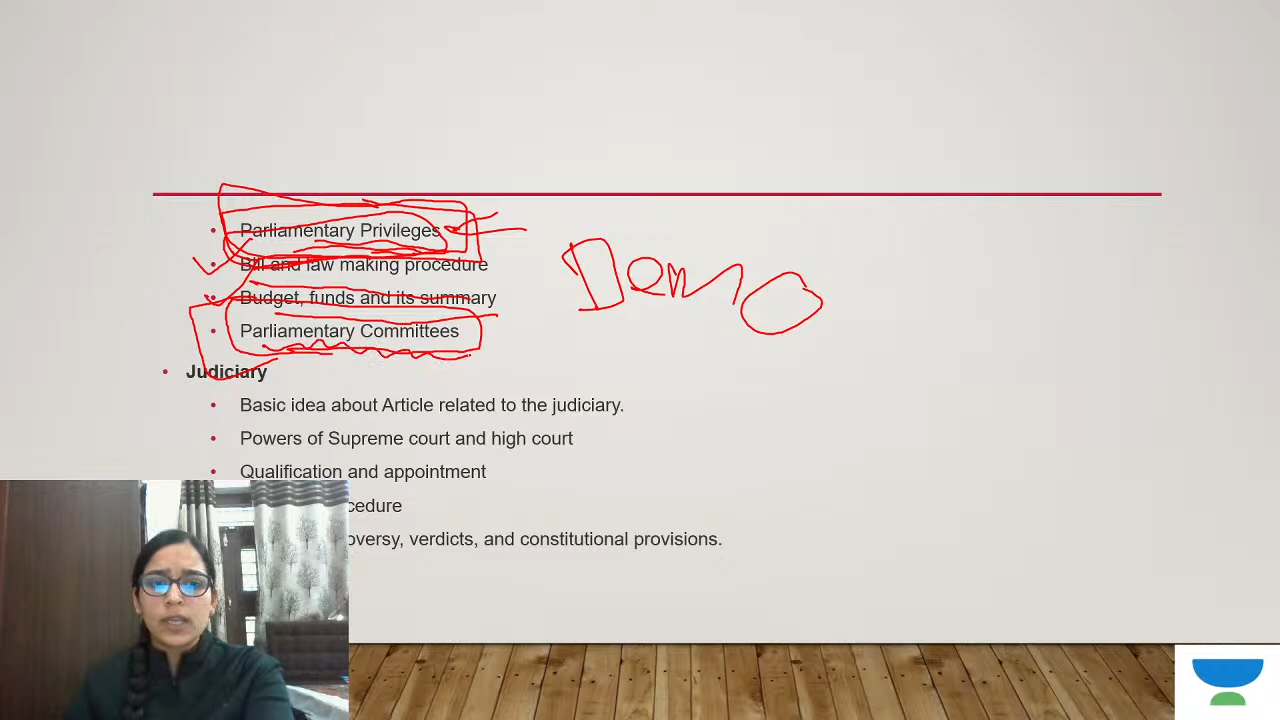 Parliamentary Privileges
Bill and law making procedure
Budget, funds and its summary
Parliamentary Committees
Demo
Judiciary
Basic idea about Article related to the judiciary.
Powers of Supreme court and high court
Qualification and appointment
verdicts, and constitutional provisions.